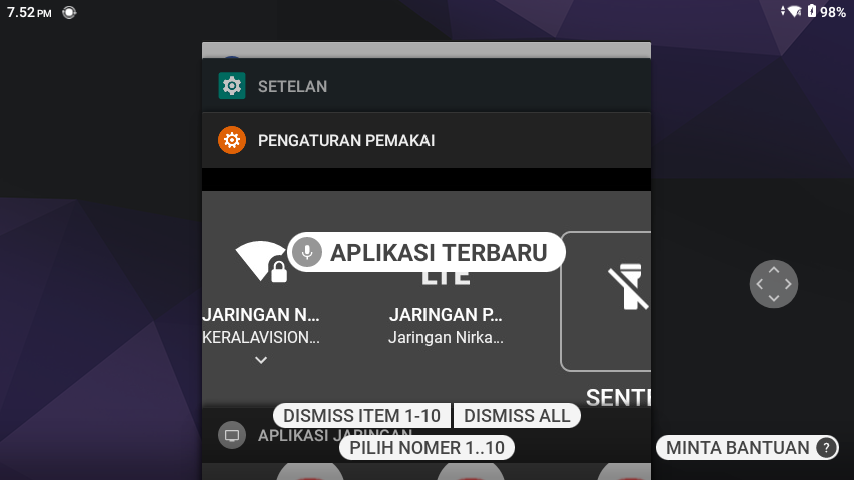 7.52 PM
98%
SETELAN
PENGATURAN PEMAKAI
APLIKASI TERBARU
LTE
JARINGAN N...
JARINGAN P...
KERALAVISION...
Jaringan Nirka...
SENTE
DISMISS ITEM 1-10
DISMISS ALL
APLIKASI JARINGAN
PILIH NOMER 1..10
MINTA BANTUAN ?